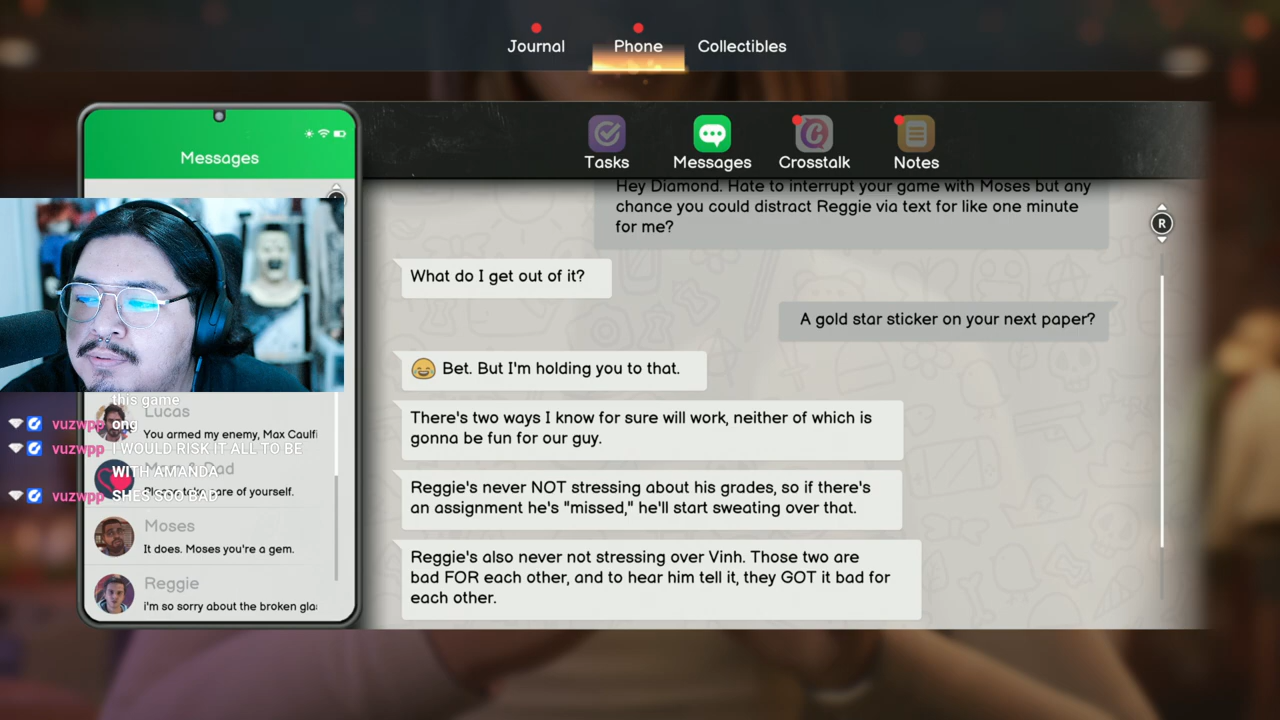 Journal
Phone
Collectibles
Messages
Tasks
Messages
Crosstalk
Notes
Hey Diamond. Hate to interrupt your game with Moses but any
chance you could distract Reggie via text for like one minute
for me?
R
What do I get out of it?
A gold star sticker on your next paper?
Bet. But I'm holding you to that.
There's two ways I know for sure will work, neither of which is
gonna be fun for our guy.
Reggie's never NOT stressing about his grades, so if there's
an assignment he's "missed," he'll start sweating over that.
Reggie's also never not stressing over Vinh. Those two are
bad FOR each other, and to hear him tell it, they GOT it bad for
each other.
this game
vuzwpp ong
vuzwpp I WOULD RISK IT ALL TO BE
WITH AMANDA
vuzwpp SHES SOO BAD
Lucas
You armed my enemy, Max Caulfi
Dad
care of yourself.
Moses
It does. Moses you're a gem.
Reggie
i'm so sorry about the broken gla